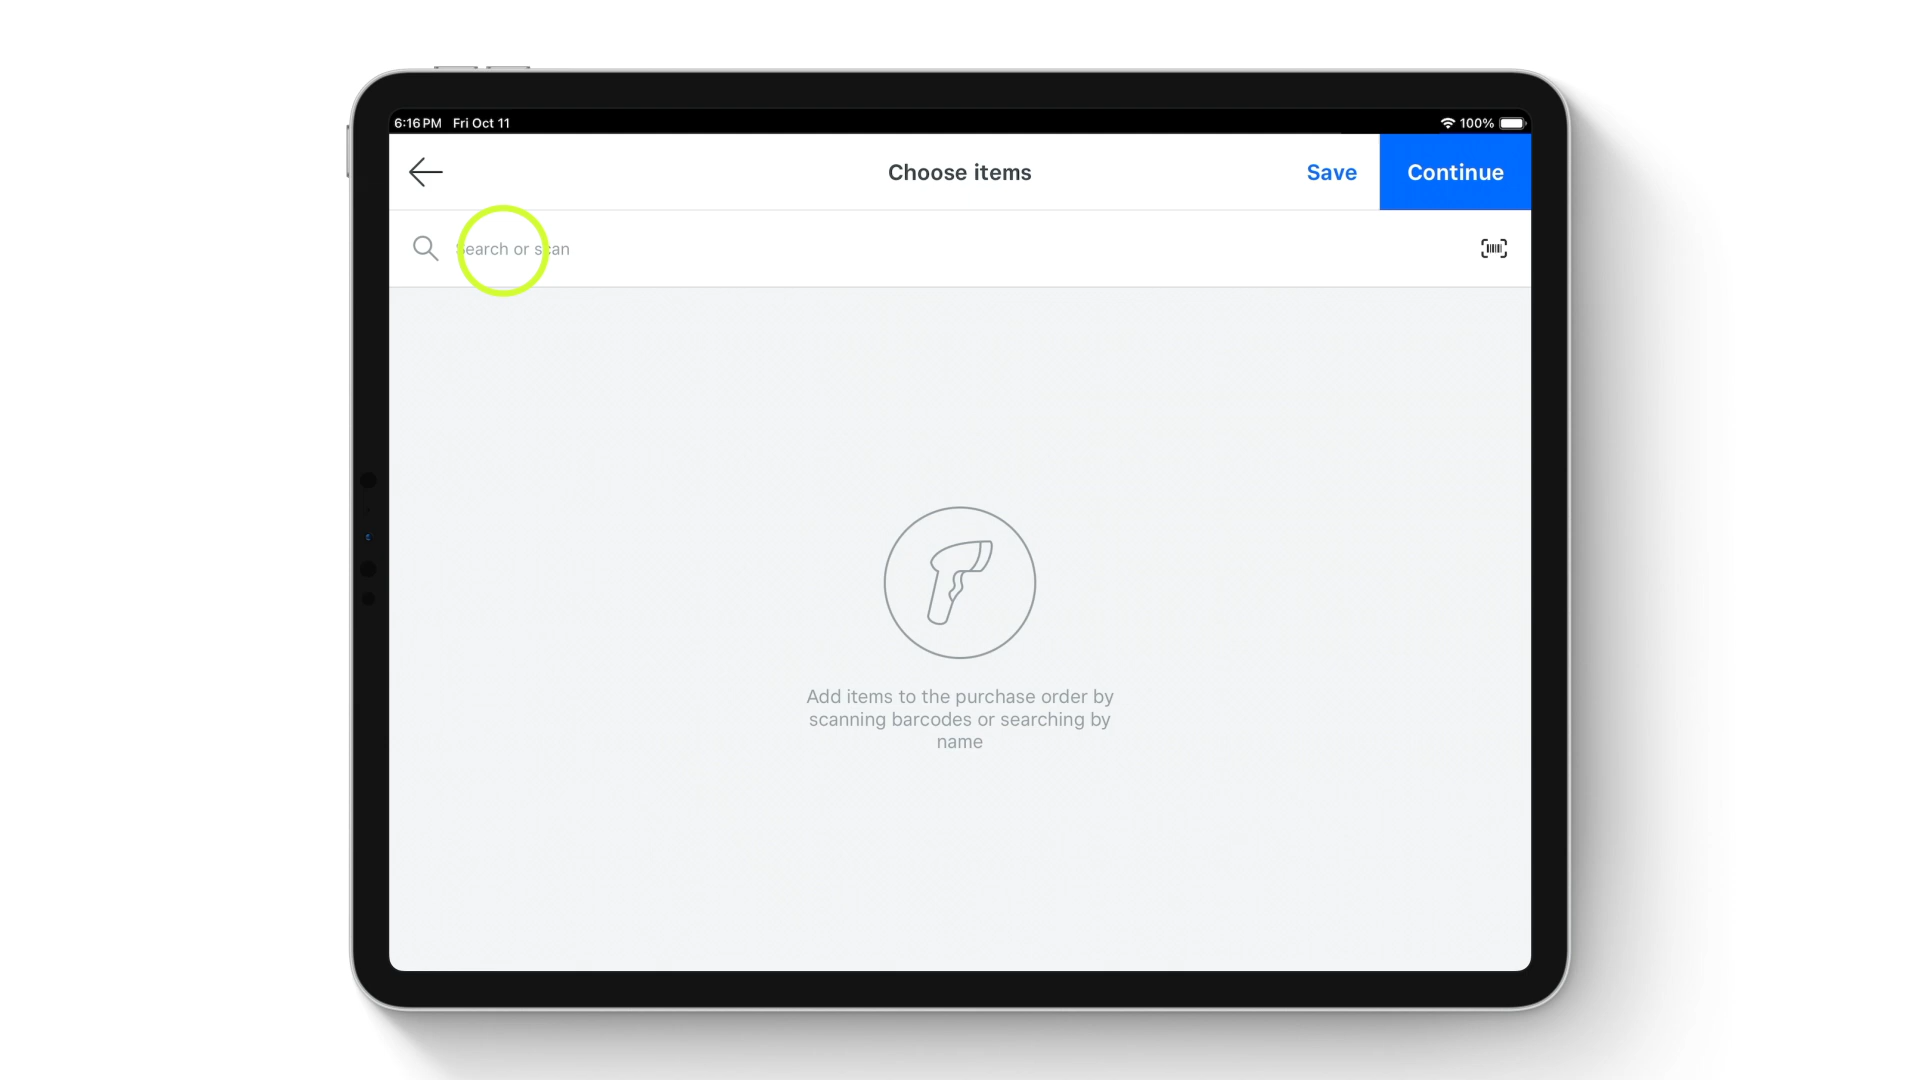 6:16 PM Fri Oct 11
100%
Choose items
Save
Continue
Search or scan
Add items to the purchase order by
scanning barcodes or searching by
name